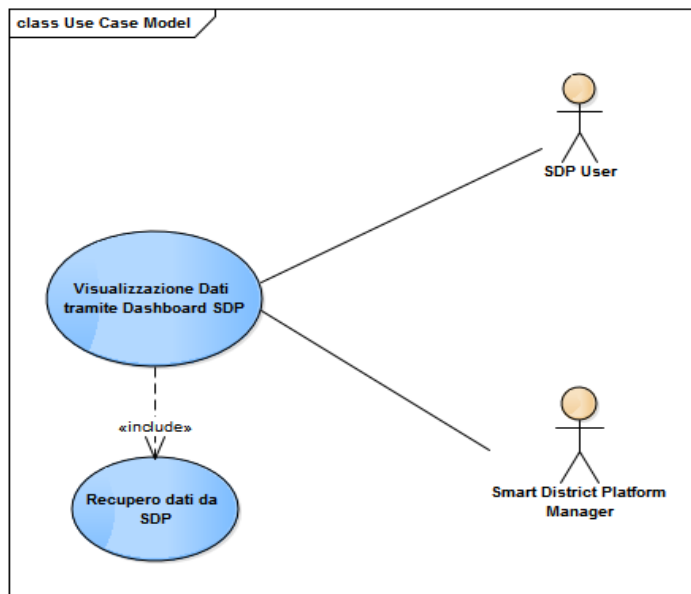 class Use Case Model
SDP User
Visualizzazione Dati
tramite Dashboard SDP
«include»
Smart District Platform
Manager
Recupero dati da
SDP